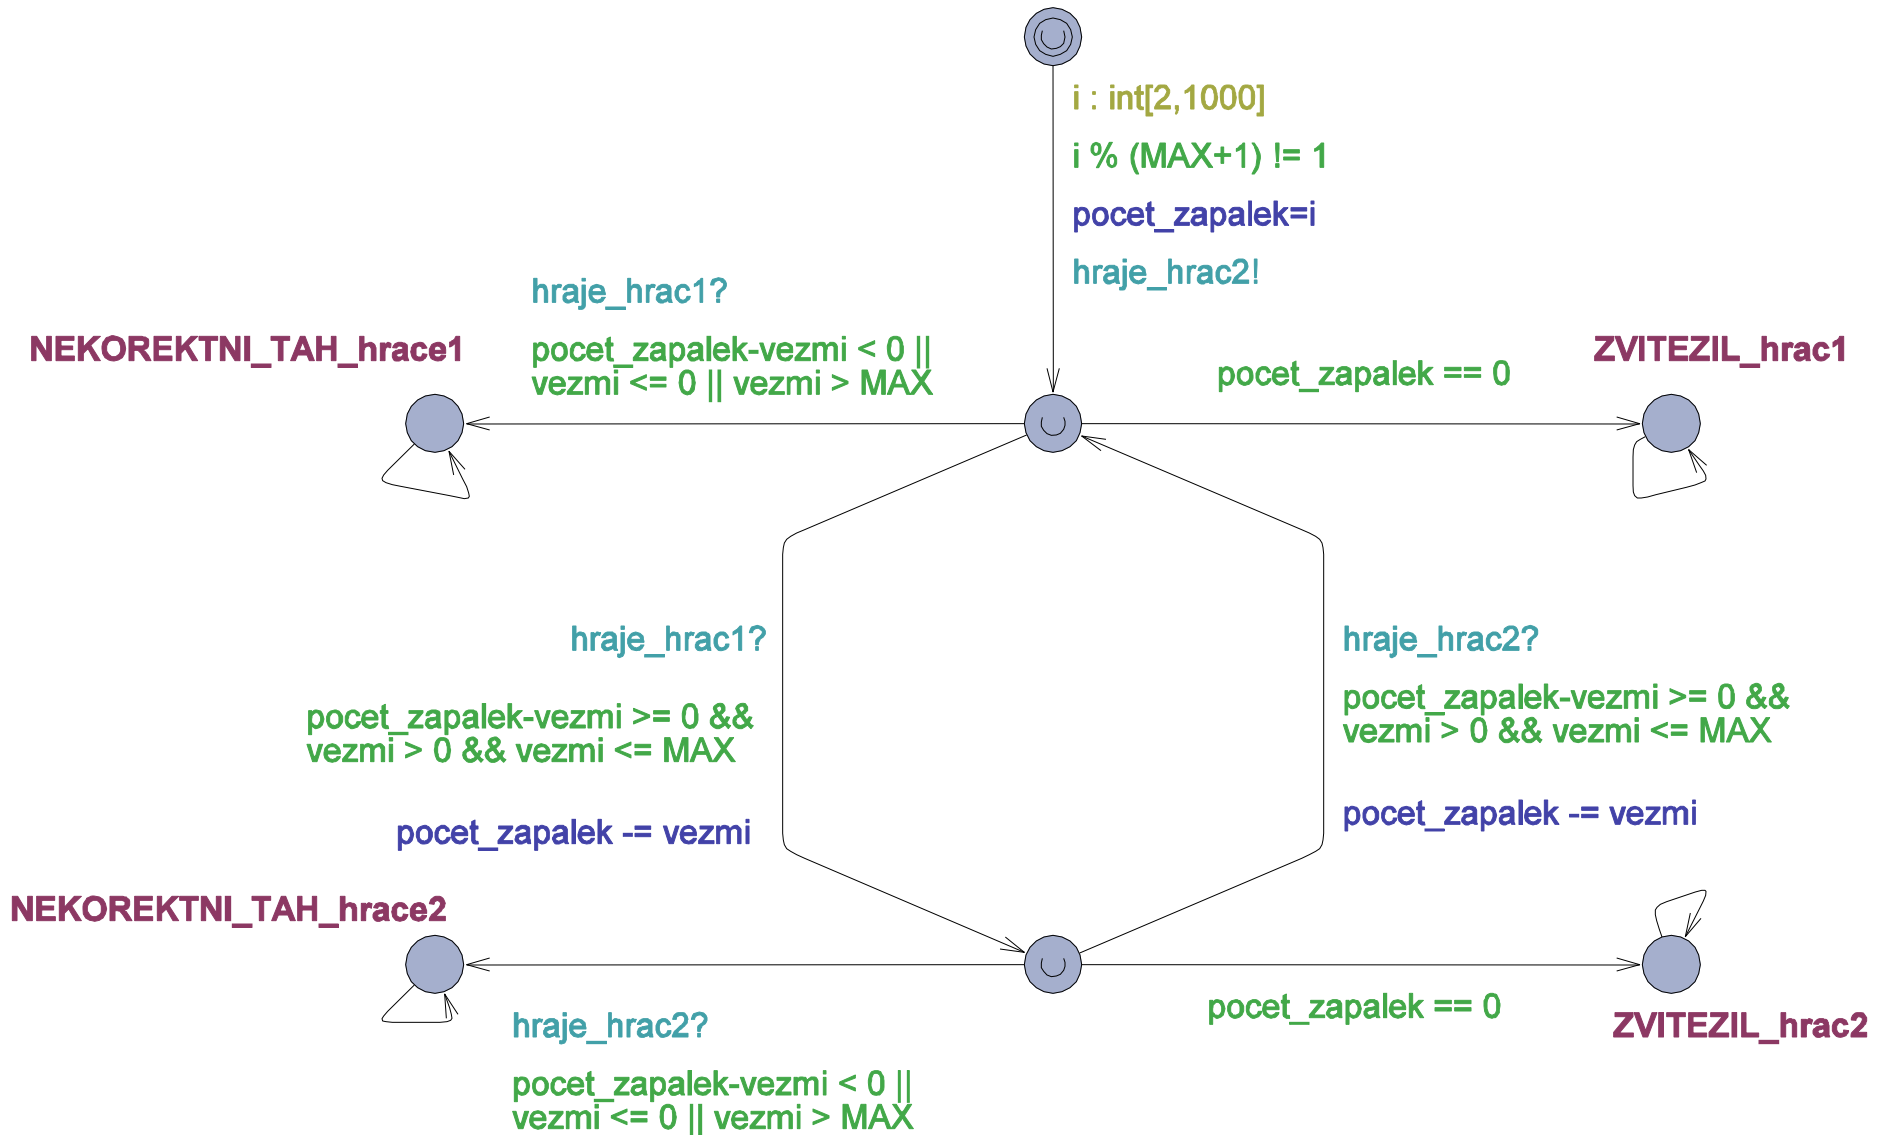 i : int[2,1000]
i % (MAX+1) != 1
pocet_zapalek=i
hraje_hrac2!
hraje_hrac1?
NEKOREKTNI_TAH_hrace1
pocet_zapalek-vezmi < 0 ||
vezmi <= 0 || vezmi > MAX
pocet_zapalek == 0
ZVITEZIL_hrac1
hraje_hrac1?
pocet_zapalek-vezmi >= 0 &&
vezmi > 0 && vezmi <= MAX
pocet_zapalek -= vezmi
hraje_hrac2?
pocet_zapalek-vezmi >= 0 &&
vezmi > 0 && vezmi <= MAX
pocet_zapalek -= vezmi
NEKOREKTNI_TAH_hrace2
hraje_hrac2?
pocet_zapalek-vezmi < 0 ||
vezmi <= 0 || vezmi > MAX
pocet_zapalek == 0
ZVITEZIL_hrac2